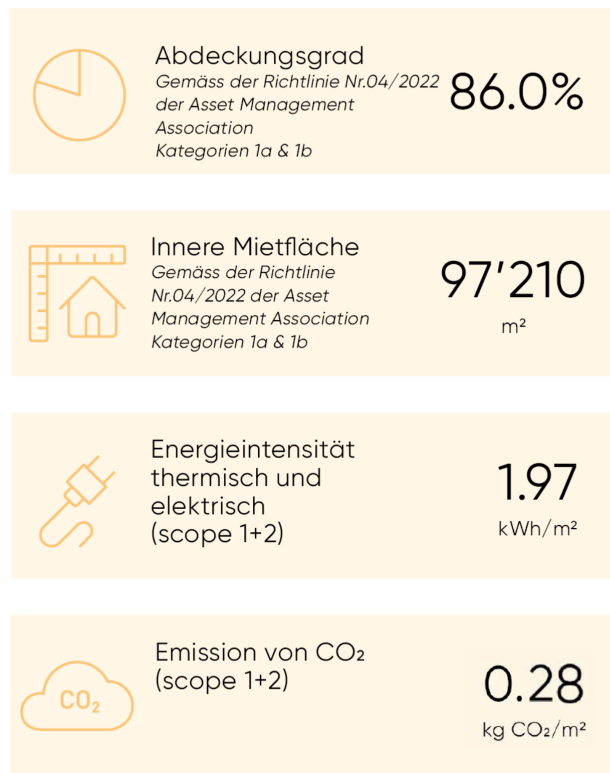 Abdeckungsgrad
Gemäss der Richtlinie Nr.04/2022
der Asset Management
Association
Kategorien 1a & 1b
86.0%
Innere Mietfläche
Gemäss der Richtlinie
Nr.04/2022 der Asset
Management Association
Kategorien 1a & 1b
97’210
m²
Energieintensität
thermisch und
elektrisch
(scope 1+2)
1.97
kWh/m²
CO₂
Emission von CO₂
(scope 1+2)
0.28
kg CO₂/m²